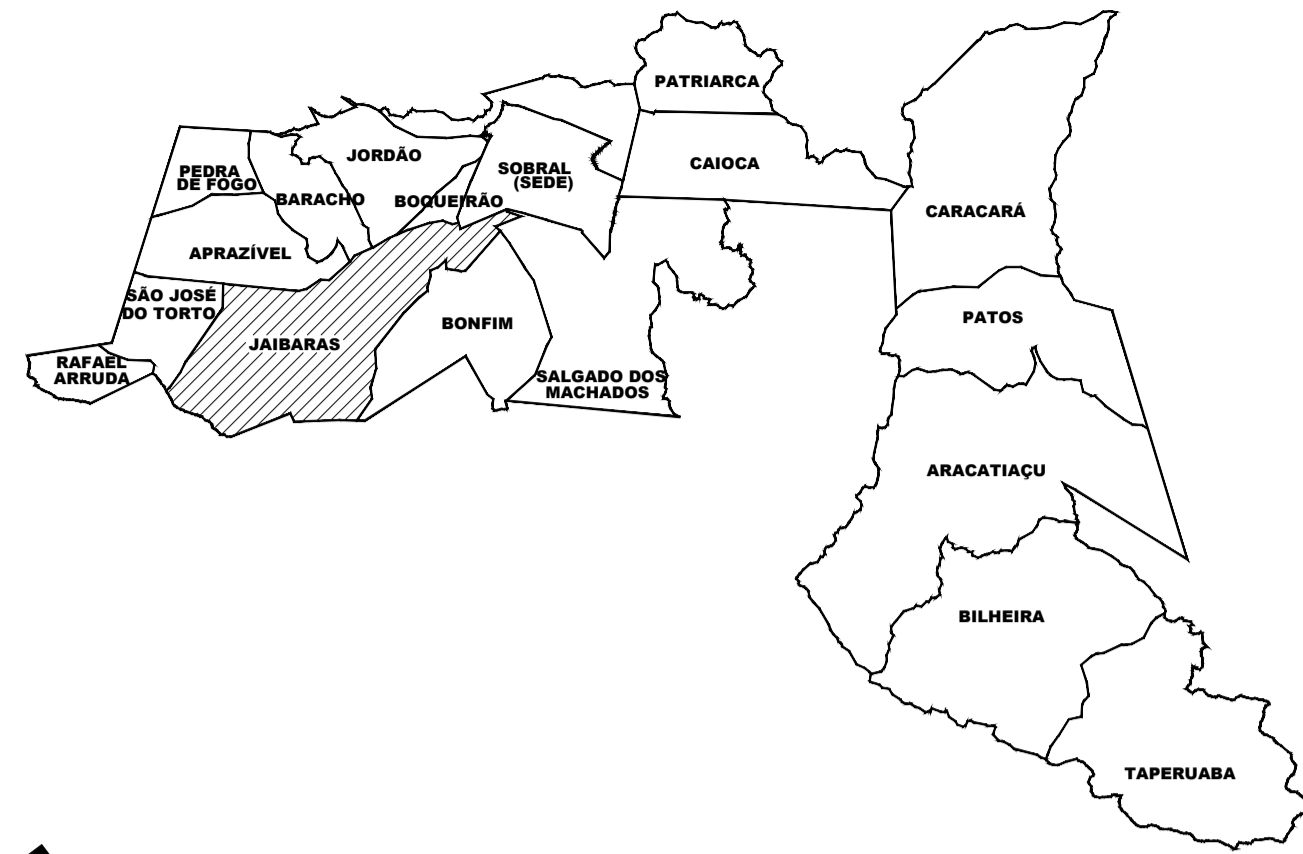 PATRIARCA
JORDÃO
CAIOCA
PEDRA
DE FOGO
SOBRAL
(SEDE)
BARACHO
BOQUEIRÃO
CARACARÁ
APRAZÍVEL
SÃO JOSÉ
DO TORTO
BONFIM
PATOS
JAIBARAS
RAFAEL
ARRUDA
SALGADO DOS
MACHADOS
ARACATIAÇU
BILHEIRA
TAPERUABA